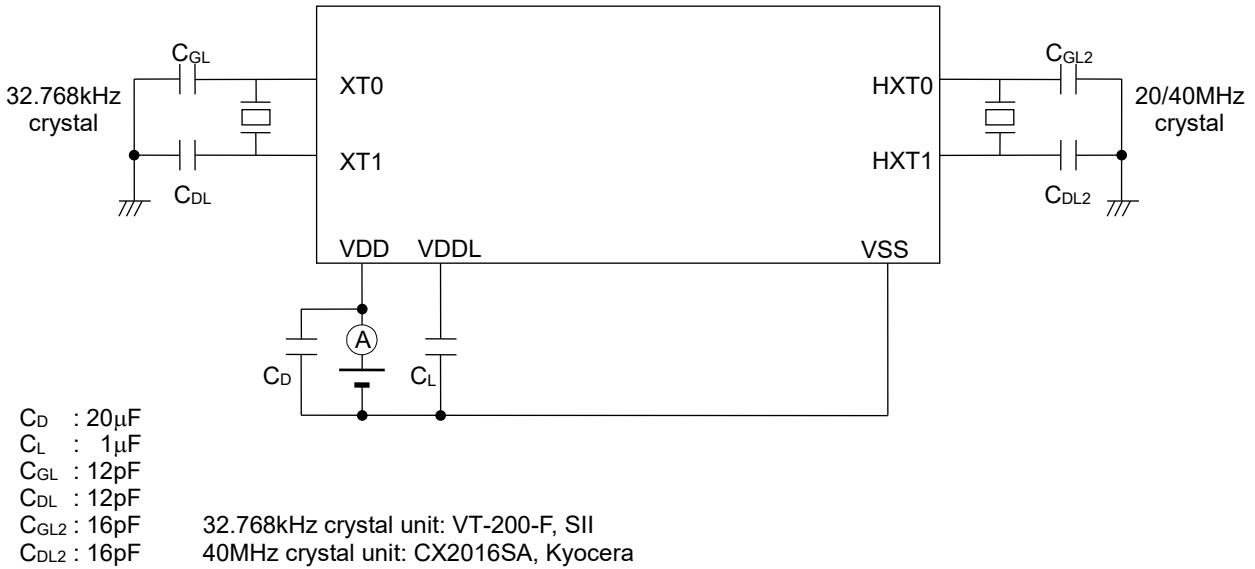 CGL
32.768kHz
crystal
XT0
XT1
CDL
HXT0
HXT1
CGL2
20/40MHz
crystal
CDL2
VDD
VDDL
VSS
A
CD
CL
CD : 20μF
CL : 1μF
CGL : 12pF
CDL : 12pF
CGL2 : 16pF 32.768kHz crystal unit: VT-200-F, SII
CDL2 : 16pF 40MHz crystal unit: CX2016SA, Kyocera